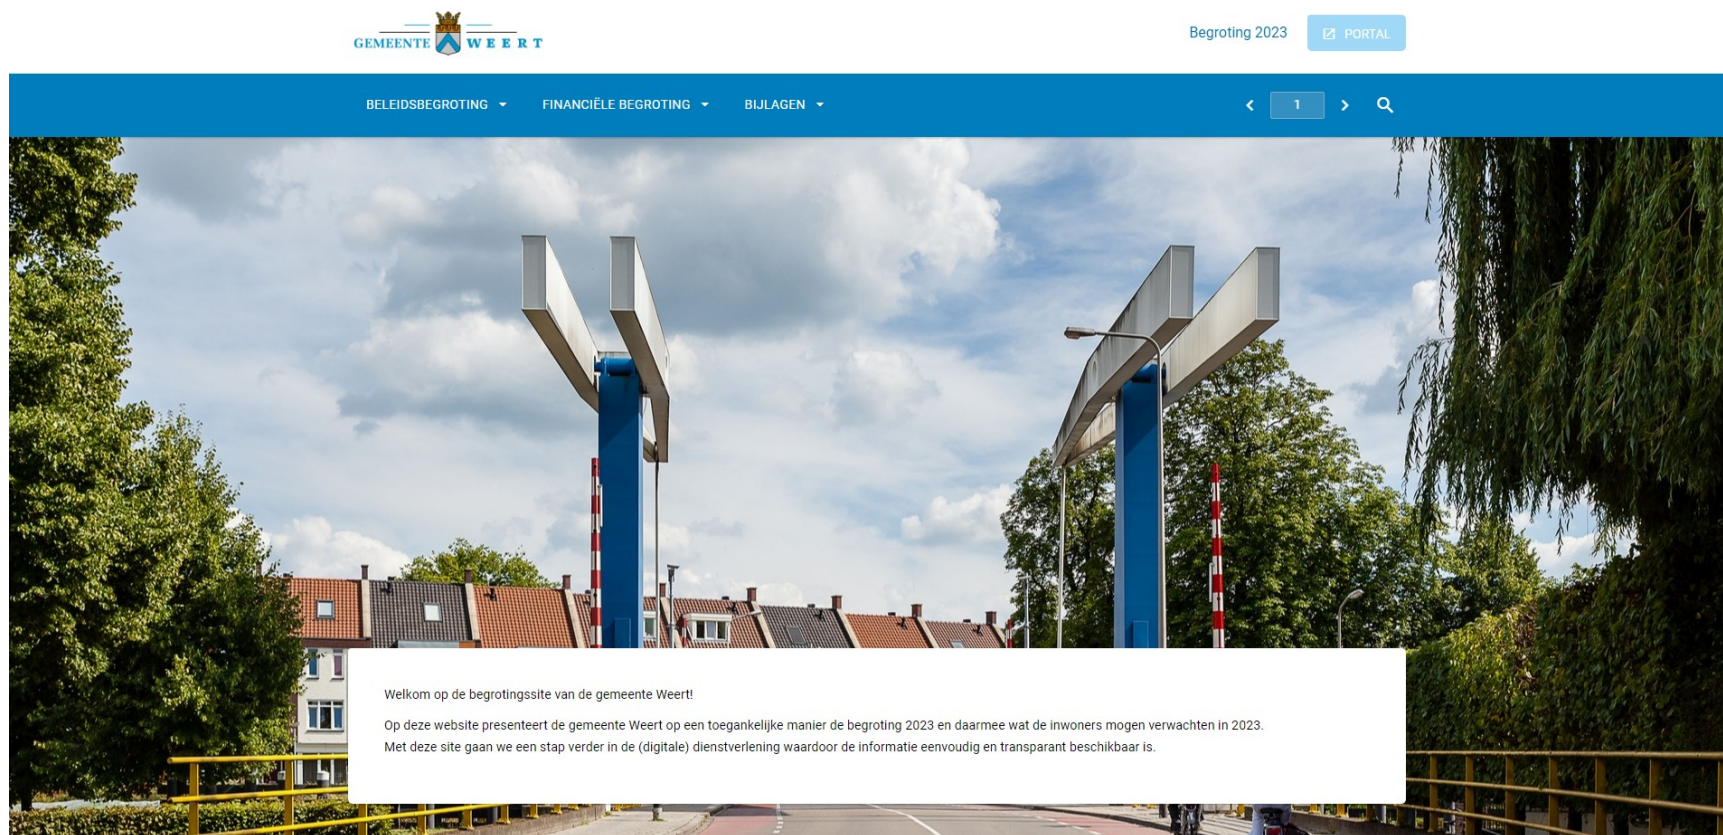 GEMEENTE WEERT
Begroting 2023
PORTAL
BELEIDSBEGROTING
FINANCIËLE BEGROTING
BIJLAGEN
1
Welkom op de begrotingssite van de gemeente Weert!
Op deze website presenteert de gemeente Weert op een toegankelijke manier de begroting 2023 en daarmee wat de inwoners mogen verwachten in 2023.
Met deze site gaan we een stap verder in de (digitale) dienstverlening waardoor de informatie eenvoudig en transparant beschikbaar is.